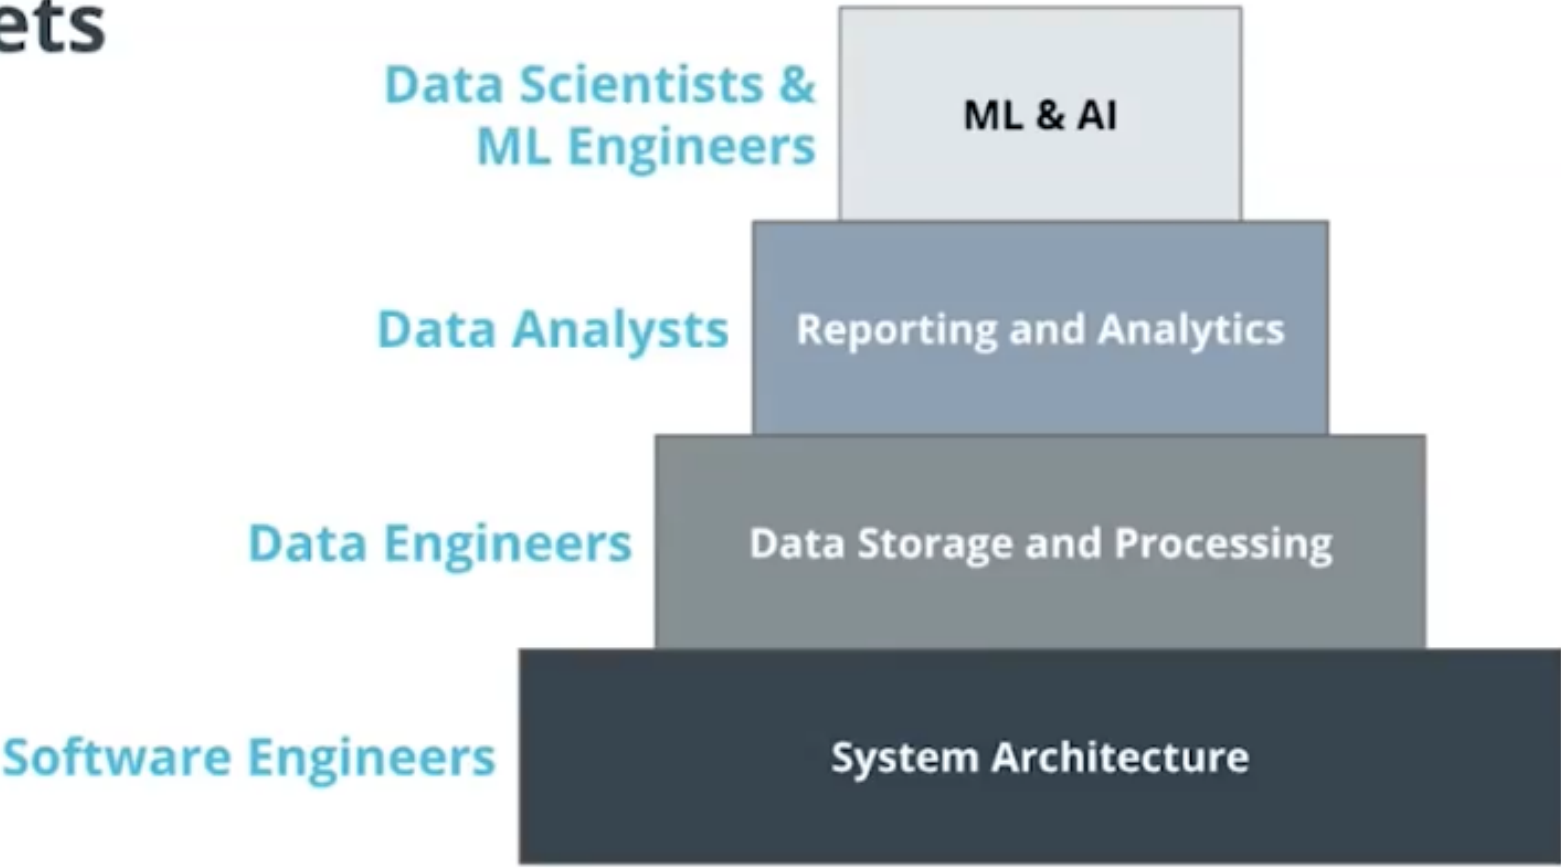 ets
Data Scientists &
ML Engineers
ML & AI
Data Analysts
Reporting and Analytics
Data Engineers
Data Storage and Processing
Software Engineers
System Architecture